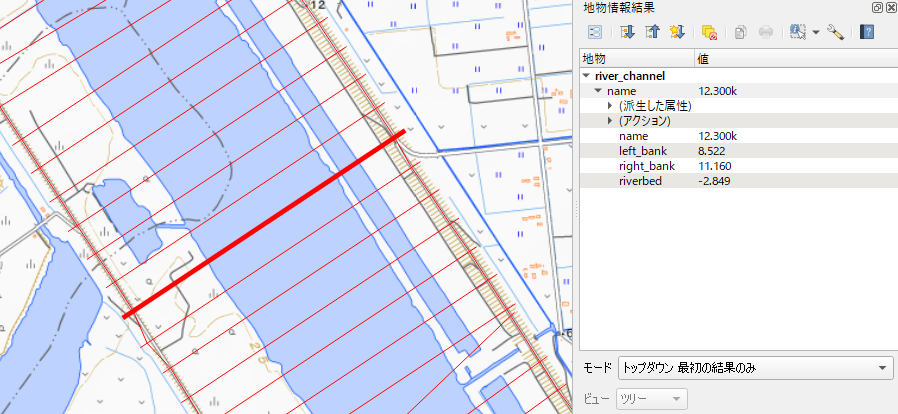 12
地物情報結果
地物 値
river_channel
name 12.300k
(派生した属性)
(アクション)
name 12.300k
left_bank 8.522
right_bank 11.160
riverbed -2.849
モード トップダウン 最初の結果のみ
ビュー ツリー